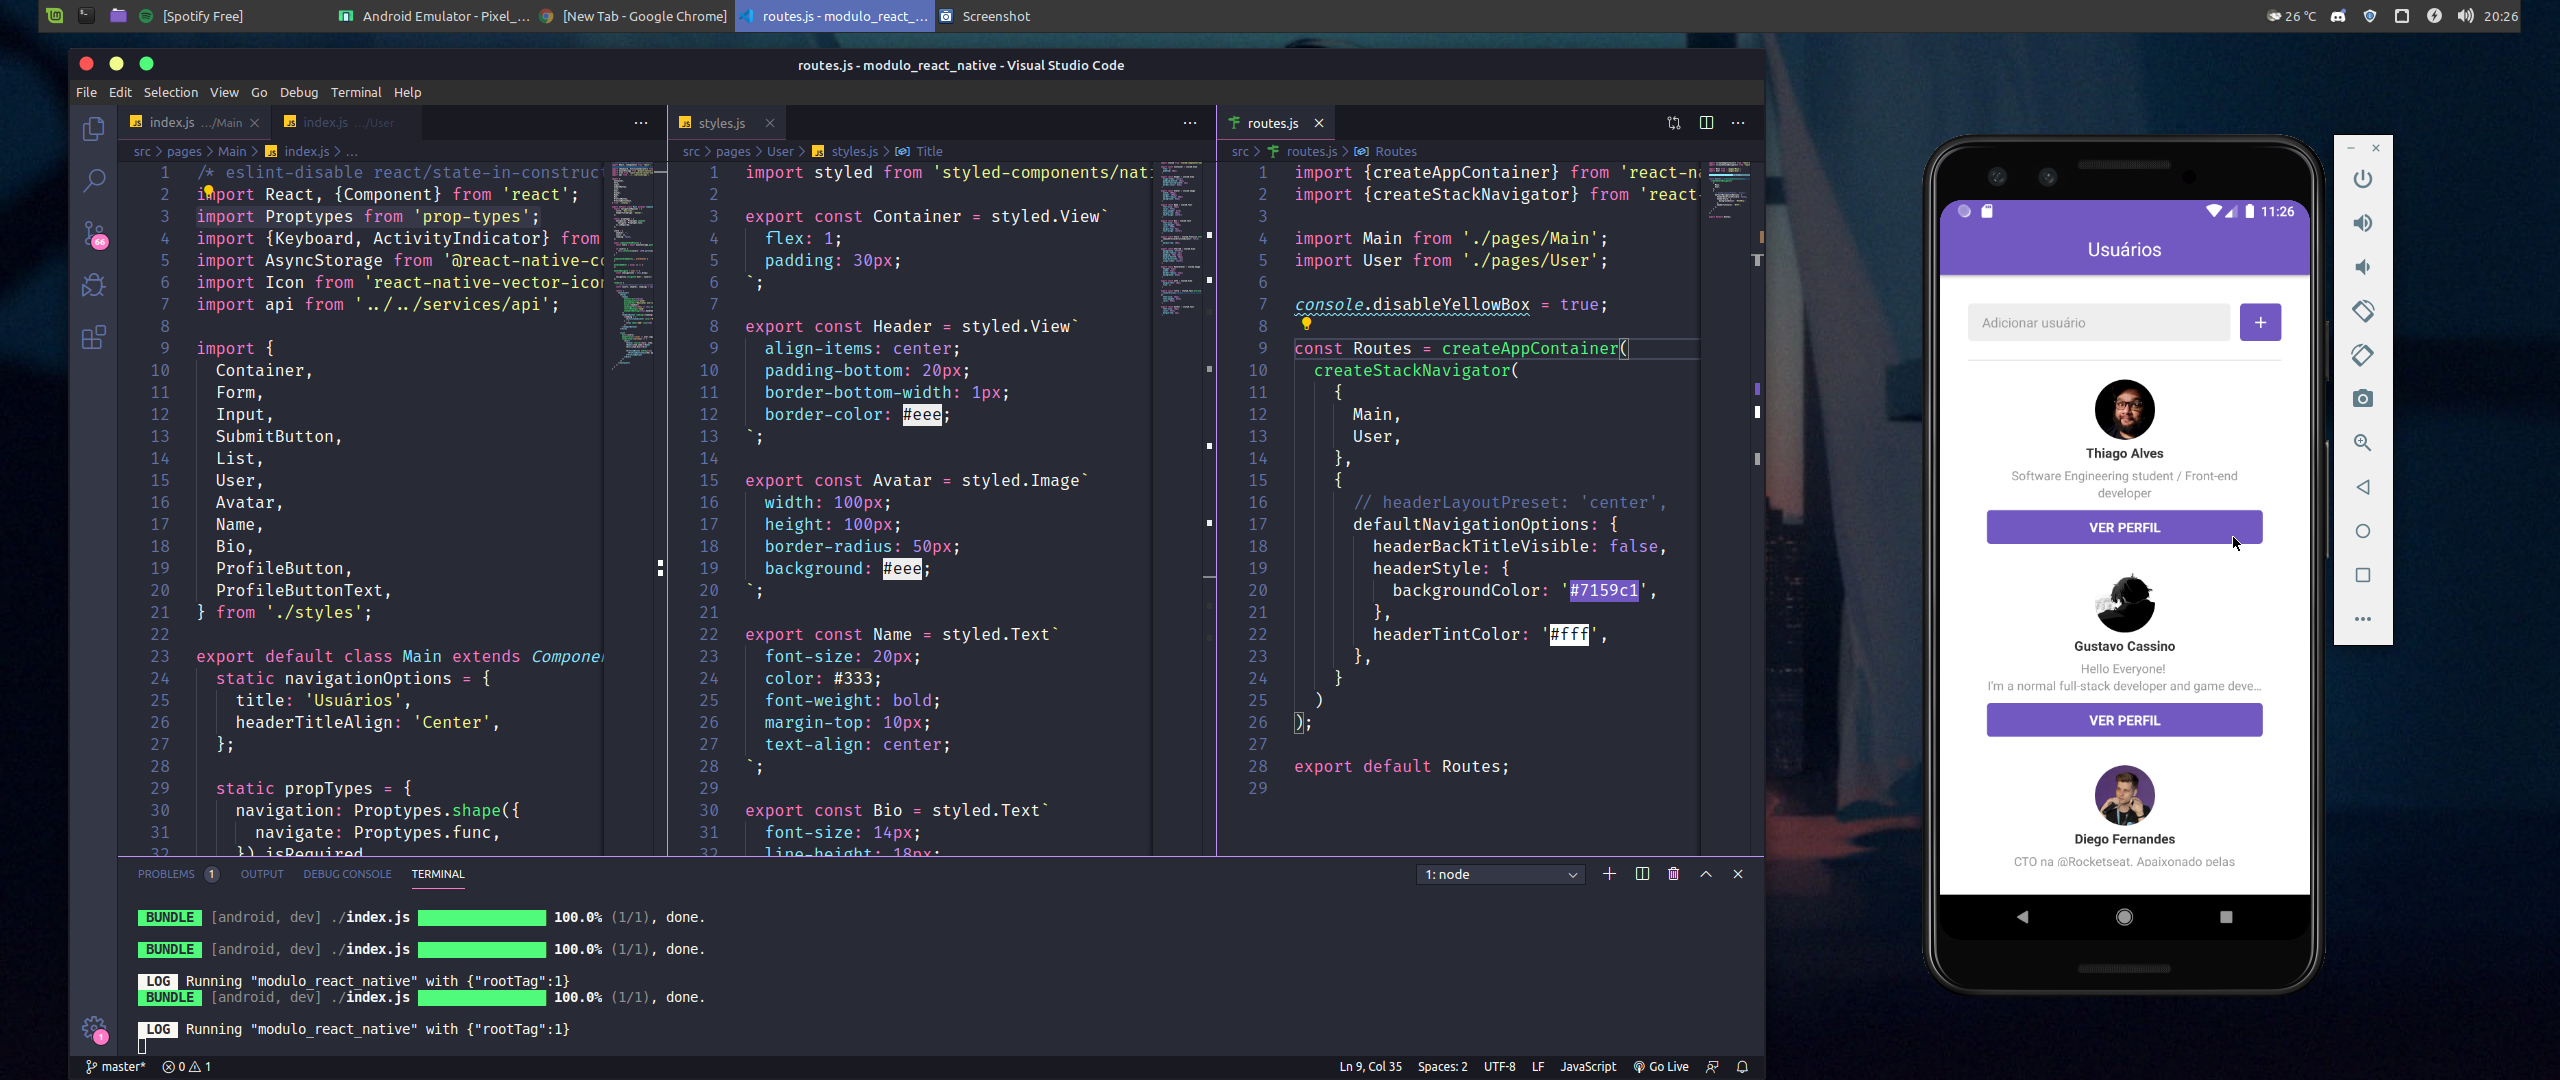 [Spotify Free]
Android Emulator - Pixel_...
[New Tab - Google Chrome]
routes.js - modulo_react_...
Screenshot
26 °C
20:26
routes.js - modulo_react_native - Visual Studio Code
File Edit Selection View Go Debug Terminal Help
index.js .../Main
index.js .../User
styles.js
routes.js
src > pages > Main > index.js > ...
1 /* eslint-disable react/state-in-construct
2 import React, {Component} from 'react';
3 import Proptypes from 'prop-types';
4 import {Keyboard, ActivityIndicator} from
5 import AsyncStorage from '@react-native-co
6 import Icon from 'react-native-vector-icon
7 import api from '../../services/api';
8
9 import {
10 Container,
11 Form,
12 Input,
13 SubmitButton,
14 List,
15 User,
16 Avatar,
17 Name,
18 Bio,
19 ProfileButton,
20 ProfileButtonText,
21 } from './styles';
22
23 export default class Main extends Componen
24 static navigationOptions = {
25 title: 'Usuários',
26 headerTitleAlign: 'Center',
27 };
28
29 static propTypes = {
30 navigation: Proptypes.shape({
31 navigate: Proptypes.func,
32 }).isRequired
src > pages > User > styles.js > Title
1 import styled from 'styled-components/nati
2
3 export const Container = styled.View`
4 flex: 1;
5 padding: 30px;
6 `;
7
8 export const Header = styled.View`
9 align-items: center;
10 padding-bottom: 20px;
11 border-bottom-width: 1px;
12 border-color: #eee;
13 `;
14
15 export const Avatar = styled.Image`
16 width: 100px;
17 height: 100px;
18 border-radius: 50px;
19 background: #eee;
20 `;
21
22 export const Name = styled.Text`
23 font-size: 20px;
24 color: #333;
25 font-weight: bold;
26 margin-top: 10px;
27 text-align: center;
28 `;
29
30 export const Bio = styled.Text`
31 font-size: 14px;
32 line-height: 18px;
src > routes.js > Routes
1 import {createAppContainer} from 'react-na
2 import {createStackNavigator} from 'react-
3
4 import Main from './pages/Main';
5 import User from './pages/User';
6
7 console.disableYellowBox = true;
8
9 const Routes = createAppContainer(
10 createStackNavigator(
11 {
12 Main,
13 User,
14 },
15 {
16 // headerLayoutPreset: 'center',
17 defaultNavigationOptions: {
18 headerBackTitleVisible: false,
19 headerStyle: {
20 backgroundColor: '#7159c1',
21 },
22 headerTintColor: '#fff',
23 },
24 }
25 )
26 );
27
28 export default Routes;
29
66
1
PROBLEMS 1 OUTPUT DEBUG CONSOLE TERMINAL
1: node
BUNDLE [android, dev] ./index.js 100.0% (1/1), done.
BUNDLE [android, dev] ./index.js 100.0% (1/1), done.
LOG Running "modulo_react_native" with {"rootTag":1}
BUNDLE [android, dev] ./index.js 100.0% (1/1), done.
LOG Running "modulo_react_native" with {"rootTag":1}
master* 0 1
Ln 9, Col 35 Spaces: 2 UTF-8 LF JavaScript Go Live
11:26
Usuários
Adicionar usuário
+
Thiago Alves
Software Engineering student / Front-end
developer
VER PERFIL
Gustavo Cassino
Hello Everyone!
I'm a normal full-stack developer and game deve...
VER PERFIL
Diego Fernandes
CTO na @Rocketseat. Apaixonado pelas